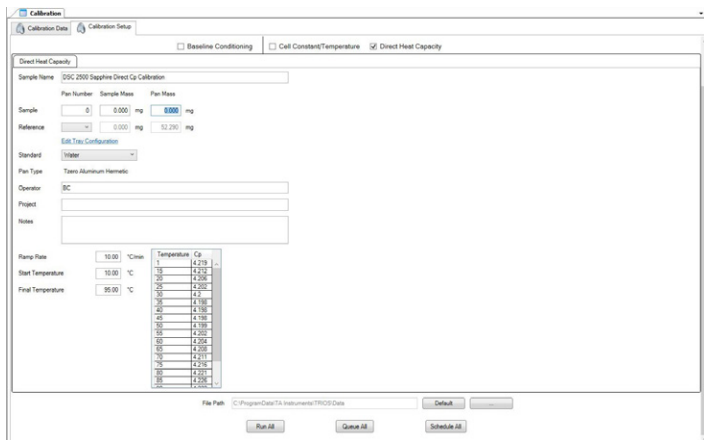 Calibration
Calibration Data Calibration Setup
Baseline Conditioning Cell Constant/Temperature Direct Heat Capacity
Direct Heat Capacity
Sample Name DSC 2500 Sapphire Direct Cp Calibration
Pan Number Sample Mass Pan Mass
Sample 0 0.000 mg 0.000 mg
Reference 0.000 mg 52.290 mg
Edit Tray Configuration
Standard Water
Pan Type Tzero Aluminum Hermetic
Operator BC
Project
Notes
Ramp Rate 10.00 °C/min
Start Temperature 10.00 °C
Final Temperature 95.00 °C
Temperature Cp
1 4.219
15 4.212
20 4.206
25 4.202
30 4.2
35 4.198
40 4.198
45 4.198
50 4.199
55 4.202
60 4.204
65 4.208
70 4.211
75 4.216
80 4.221
85 4.226
File Path C:\ProgramData\TA Instruments\TRIOS\Data Default ...
Run All Queue All Schedule All